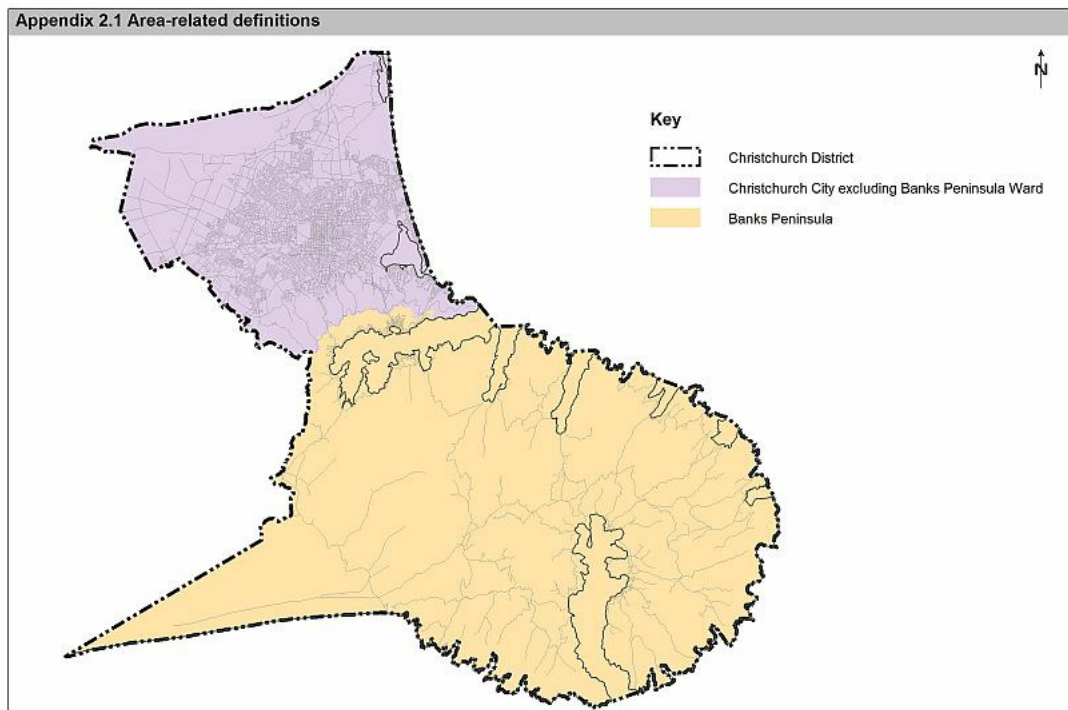 Appendix 2.1 Area-related definitions
N
Key
Christchurch District
Christchurch City excluding Banks Peninsula Ward
Banks Peninsula